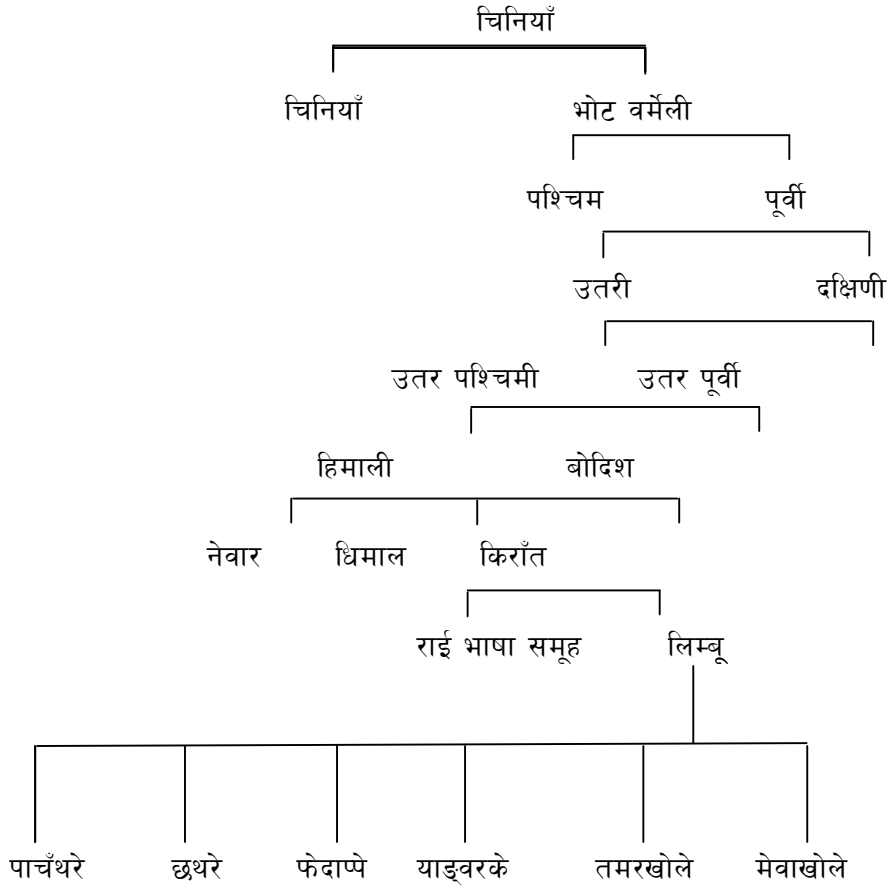 चिनियाँ
चिनियाँ भोट वर्मेली
पश्चिम पूर्वी
उतरी दक्षिणी
उतर पश्चिमी उतर पूर्वी
हिमाली बोदिश
नेवार धिमाल किराँत
राई भाषा समूह लिम्बू
पाचँथरे छथरे फेदाप्पे याङ्वरके तमरखोले मेवाखोले